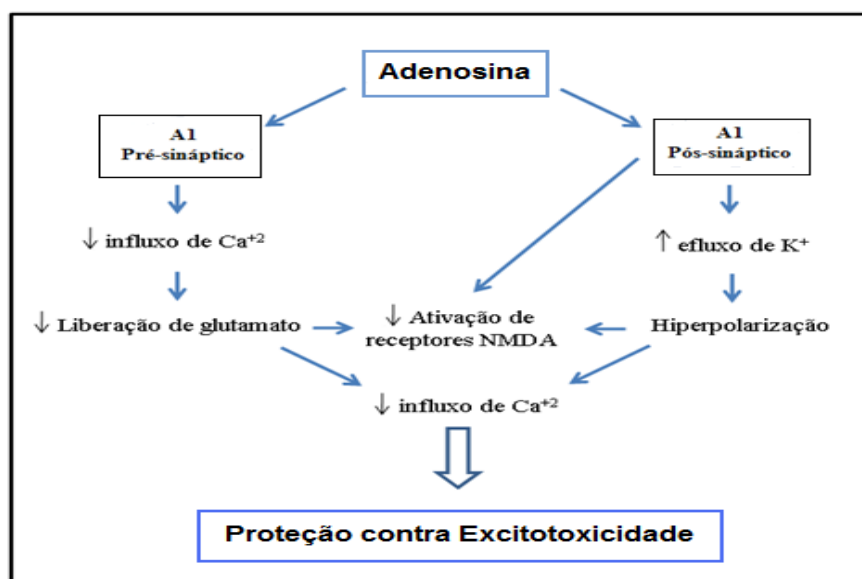 Adenosina
A1
Pré-sináptico
A1
Pós-sináptico
↓ influxo de Ca⁺²
↑ efluxo de K⁺
↓ Liberação de glutamato
↓ Ativação de
receptores NMDA
Hiperpolarização
↓ influxo de Ca⁺²
Proteção contra Excitotoxicidade